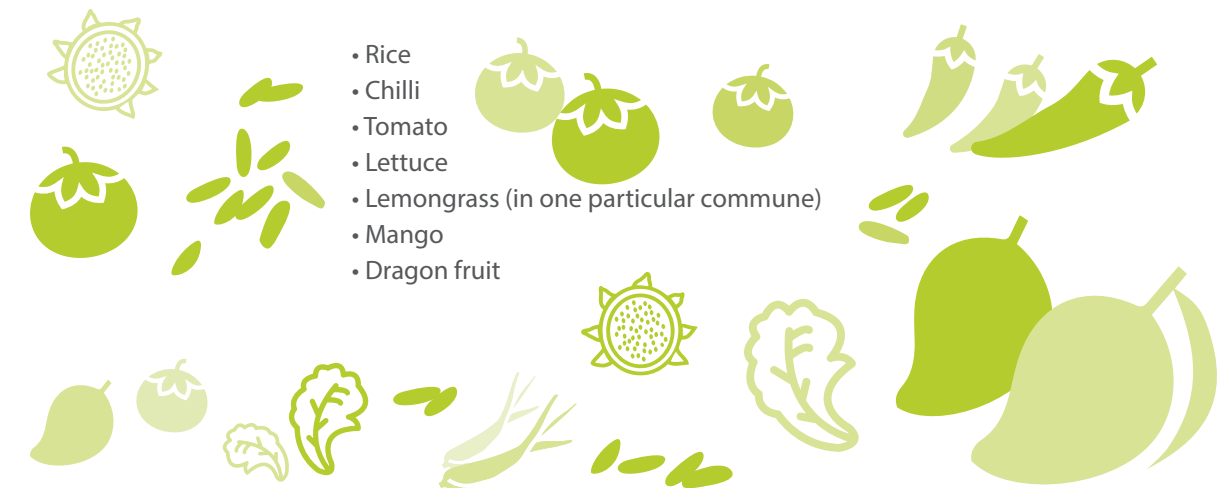 • Rice
• Chilli
• Tomato
• Lettuce
• Lemongrass (in one particular commune)
• Mango
• Dragon fruit